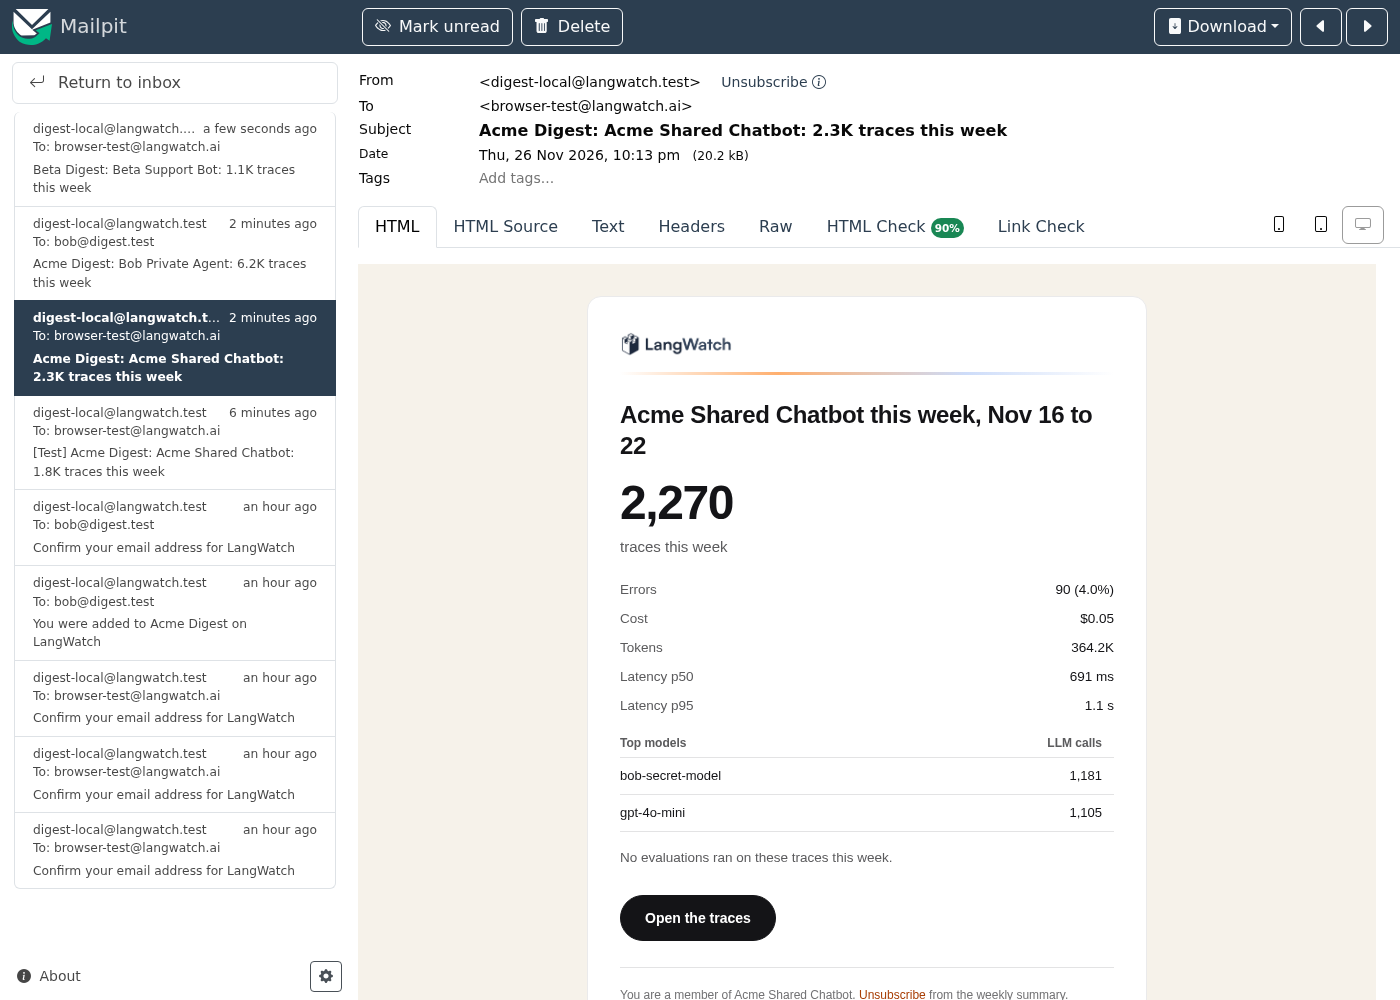 Mailpit
Mark unread
Delete
Download
Return to inbox
digest-local@langwatch.... a few seconds ago
To: browser-test@langwatch.ai
Beta Digest: Beta Support Bot: 1.1K traces
this week
digest-local@langwatch.test 2 minutes ago
To: bob@digest.test
Acme Digest: Bob Private Agent: 6.2K traces
this week
digest-local@langwatch.t... 2 minutes ago
To: browser-test@langwatch.ai
Acme Digest: Acme Shared Chatbot:
2.3K traces this week
digest-local@langwatch.test 6 minutes ago
To: browser-test@langwatch.ai
[Test] Acme Digest: Acme Shared Chatbot:
1.8K traces this week
digest-local@langwatch.test an hour ago
To: bob@digest.test
Confirm your email address for LangWatch
digest-local@langwatch.test an hour ago
To: bob@digest.test
You were added to Acme Digest on
LangWatch
digest-local@langwatch.test an hour ago
To: browser-test@langwatch.ai
Confirm your email address for LangWatch
digest-local@langwatch.test an hour ago
To: browser-test@langwatch.ai
Confirm your email address for LangWatch
digest-local@langwatch.test an hour ago
To: browser-test@langwatch.ai
Confirm your email address for LangWatch
About
From <digest-local@langwatch.test> Unsubscribe
To <browser-test@langwatch.ai>
Subject Acme Digest: Acme Shared Chatbot: 2.3K traces this week
Date Thu, 26 Nov 2026, 10:13 pm (20.2 kB)
Tags Add tags...
HTML HTML Source Text Headers Raw HTML Check 90% Link Check
LangWatch
Acme Shared Chatbot this week, Nov 16 to
22
2,270
traces this week
Errors 90 (4.0%)
Cost $0.05
Tokens 364.2K
Latency p50 691 ms
Latency p95 1.1 s
Top models LLM calls
bob-secret-model 1,181
gpt-4o-mini 1,105
No evaluations ran on these traces this week.
Open the traces
You are a member of Acme Shared Chatbot. Unsubscribe from the weekly summary.